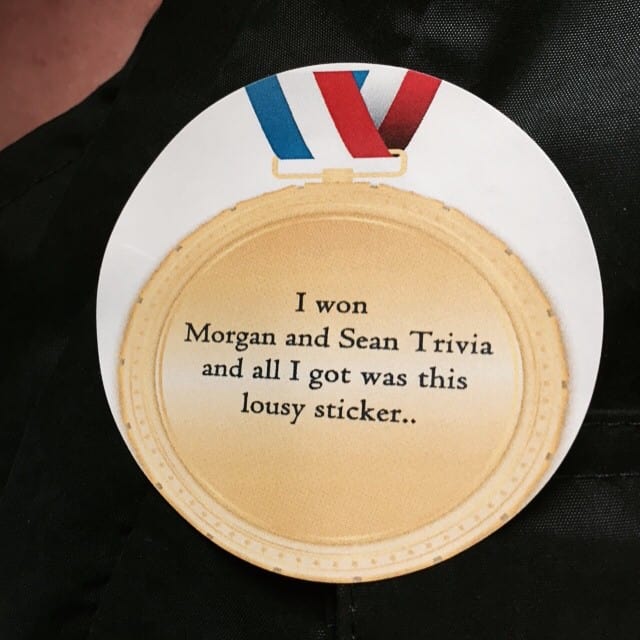 I won
Morgan and Sean Trivia
and all I got was this
lousy sticker..